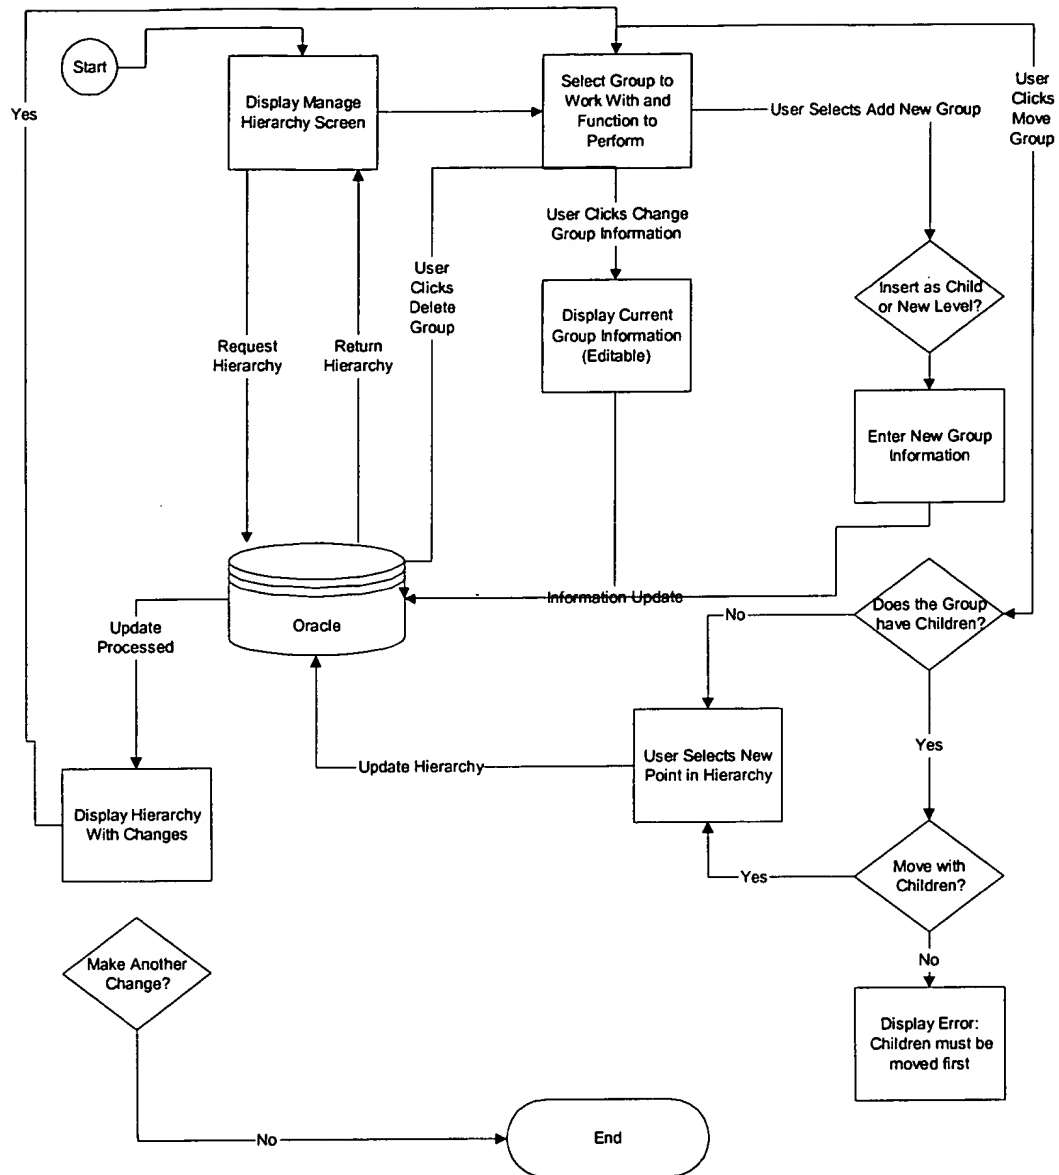 Start
Yes
Display Manage
Hierarchy Screen
Select Group to
Work With and
Function to
Perform
User Selects Add New Group
User
Clicks
Move
Group
User Clicks Change
Group Information
User
Clicks
Delete
Group
Insert as Child
or New Level?
Display Current
Group Information
(Editable)
Request
Hierarchy
Return
Hierarchy
Enter New Group
Information
Information Update
Oracle
Does the Group
have Children?
No
Update
Processed
Yes
User Selects New
Point in Hierarchy
Update Hierarchy
Display Hierarchy
With Changes
Move with
Children?
Yes
No
Make Another
Change?
Display Error:
Children must be
moved first
No
End